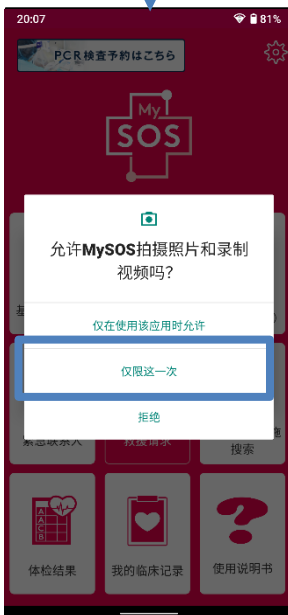 20:07
81%
PCR検査予約はこちら
My
SOS
允许MySOS拍摄照片和录制
视频吗？
仅在使用该应用时允许
仅限这一次
拒绝
紧急联系人
救援请求
搜索
体检结果
我的临床记录
使用说明书